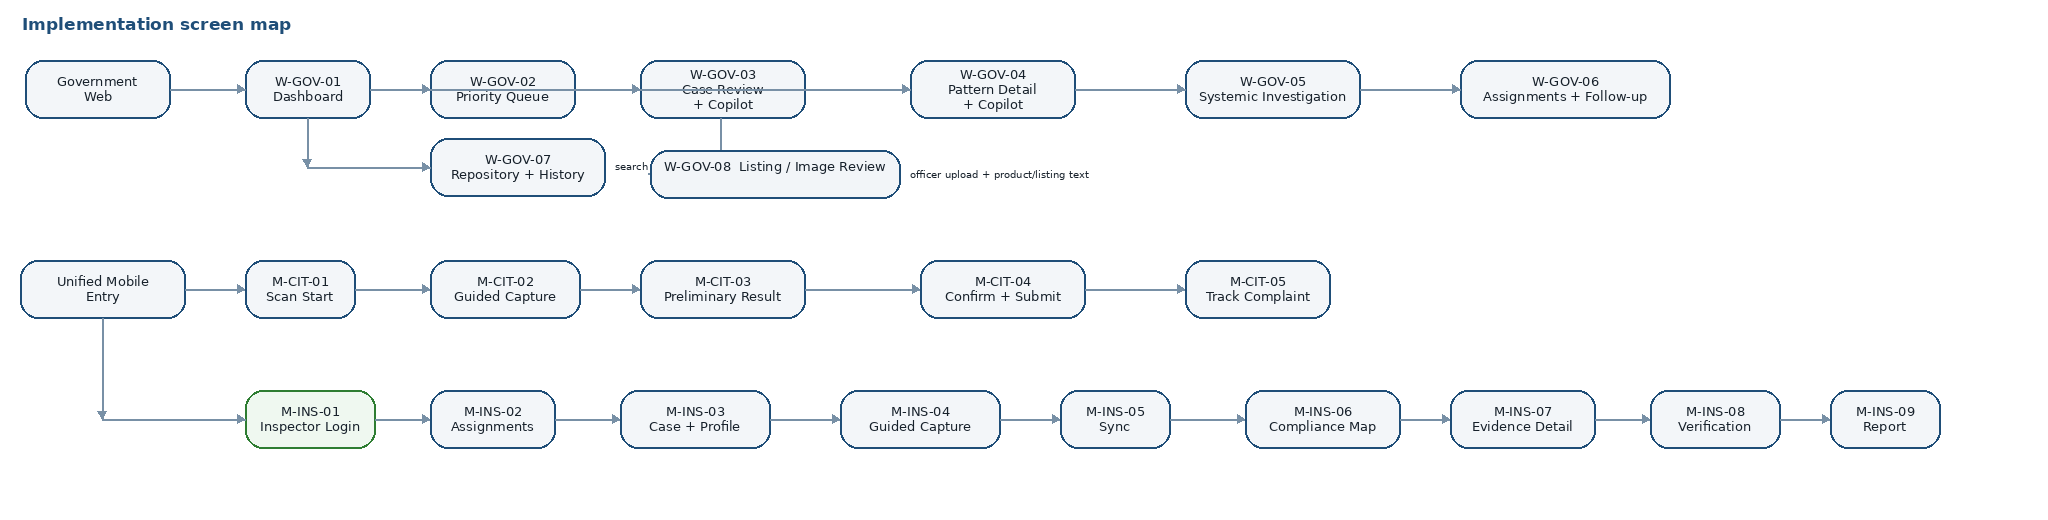 Implementation screen map
Government
Web
W-GOV-01
Dashboard
W-GOV-02
Priority Queue
W-GOV-03
Case Review
+ Copilot
W-GOV-04
Pattern Detail
+ Copilot
W-GOV-05
Systemic Investigation
W-GOV-06
Assignments + Follow-up
W-GOV-07
Repository + History
search
W-GOV-08  Listing / Image Review
officer upload + product/listing text
Unified Mobile
Entry
M-CIT-01
Scan Start
M-CIT-02
Guided Capture
M-CIT-03
Preliminary Result
M-CIT-04
Confirm + Submit
M-CIT-05
Track Complaint
M-INS-01
Inspector Login
M-INS-02
Assignments
M-INS-03
Case + Profile
M-INS-04
Guided Capture
M-INS-05
Sync
M-INS-06
Compliance Map
M-INS-07
Evidence Detail
M-INS-08
Verification
M-INS-09
Report